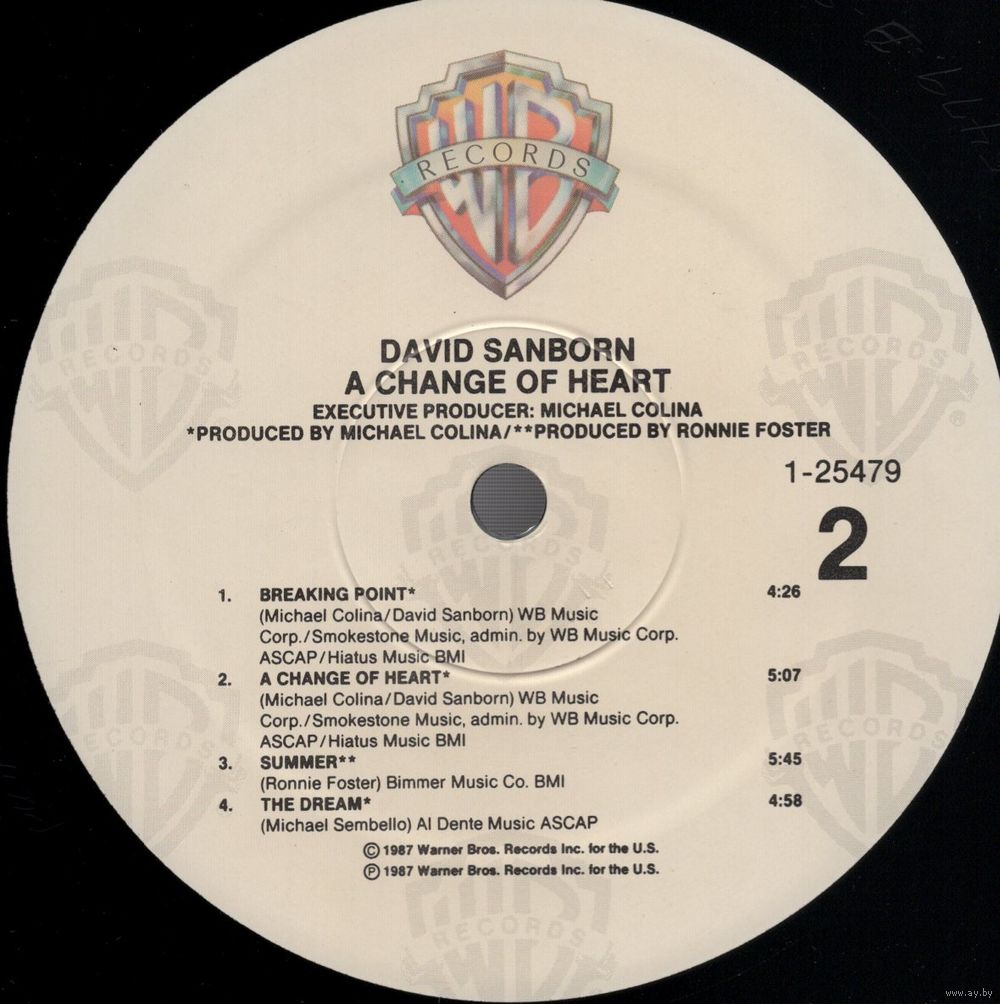 WB
RECORDS
DAVID SANBORN
A CHANGE OF HEART
EXECUTIVE PRODUCER: MICHAEL COLINA
*PRODUCED BY MICHAEL COLINA/**PRODUCED BY RONNIE FOSTER
1-25479
2
1. BREAKING POINT* 4:26
(Michael Colina/David Sanborn) WB Music
Corp./Smokestone Music, admin. by WB Music Corp.
ASCAP/Hiatus Music BMI
2. A CHANGE OF HEART* 5:07
(Michael Colina/David Sanborn) WB Music
Corp./Smokestone Music, admin. by WB Music Corp.
ASCAP/Hiatus Music BMI
3. SUMMER** 5:45
(Ronnie Foster) Bimmer Music Co. BMI
4. THE DREAM* 4:58
(Michael Sembello) Al Dente Music ASCAP
Ⓒ 1987 Warner Bros. Records Inc. for the U.S.
Ⓟ 1987 Warner Bros. Records Inc. for the U.S.
www.ay.by